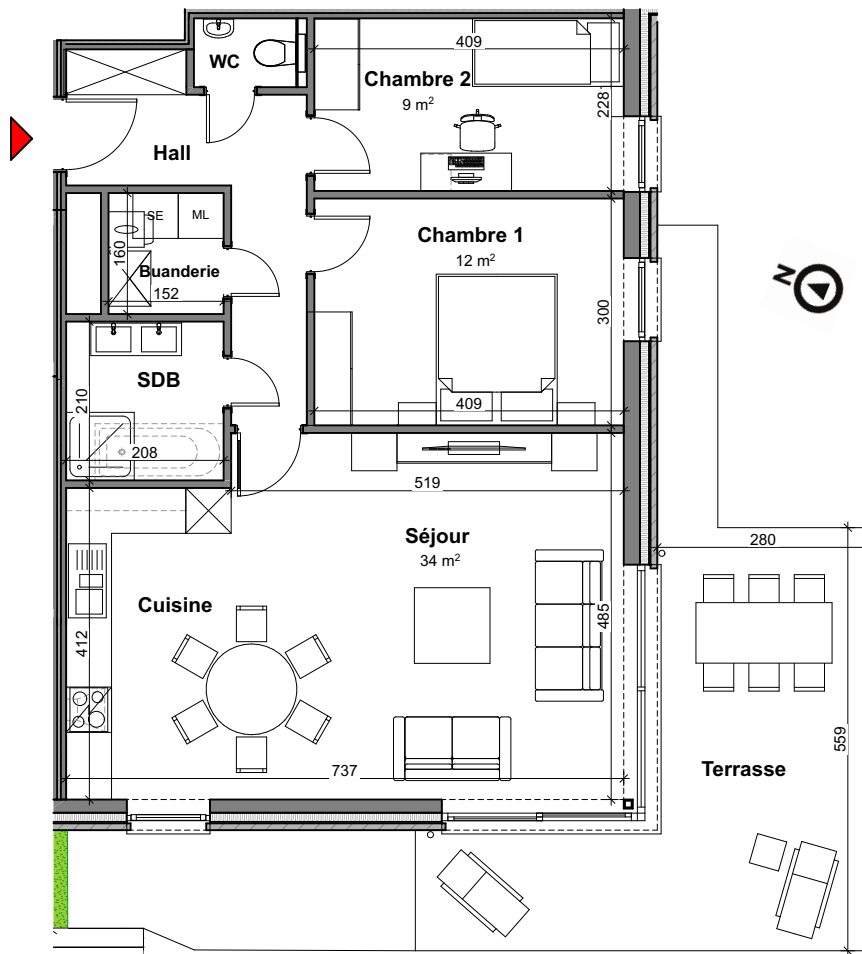 WC
409
Chambre 2
9 m²
228
Hall
SE
ML
160
Buanderie
152
Chambre 1
12 m²
300
N
SDB
210
208
409
519
Séjour
34 m²
280
Cuisine
412
485
737
Terrasse
559